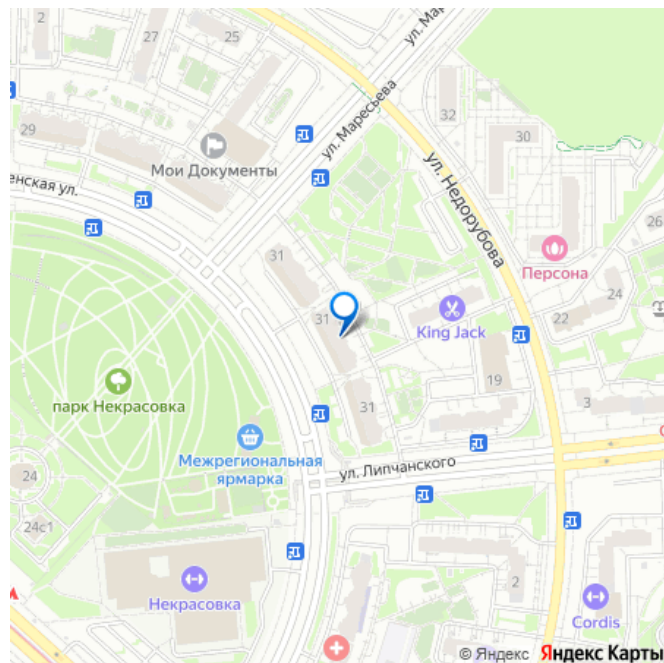 2
27
25
ул. Маресьева
32
30
29
Мои Документы
ул. Маресьева
енская ул.
ул. Недорубова
26
31
Персона
24
31
King Jack
22
19
парк Некрасовка
3
31
Межрегиональная
ярмарка
ул. Липчанского
24
24с1
2
Некрасовка
Cordis
© Яндекс Яндекс Карты